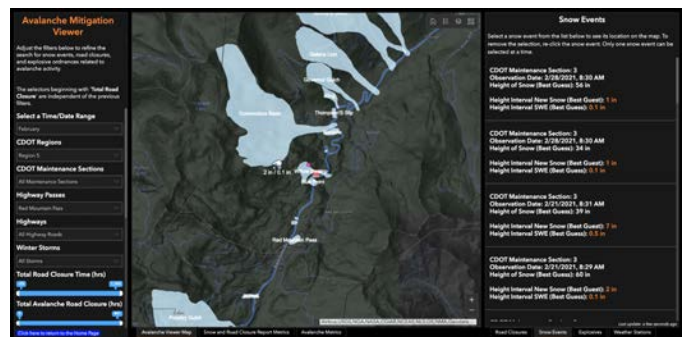 Avalanche Mitigation
Viewer
Adjust the filters below to refine the
search for snow events, road closures,
and explosive ordnances related to
avalanche activity.
The selectors beginning with 'Total Road
Closure' are independent of the previous
filters.
Select a Time/Date Range
February
CDOT Regions
Region 5
CDOT Maintenance Sections
All Maintenance Sections
Highway Passes
Red Mountain Pass
Highways
All Highway Roads
Winter Storms
All Storms
Total Road Closure Time (hrs)
Total Avalanche Road Closure (hrs)
Click here to return to the Home Page
2 in / 0.1 in
Red Mountain Pass
Avalanche Viewer Map
Snow and Road Closure Report Metrics
Avalanche Metrics
Snow Events
Select a snow event from the list below to see its location on the map. To
remove the selection, re-click the snow event. Only one snow event can be
selected at a time.
CDOT Maintenance Section: 3
Observation Date: 2/28/2021, 8:30 AM
Height of Snow (Best Guess): 56 in
Height Interval New Snow (Best Guess): 1 in
Height Interval SWE (Best Guess): 0.1 in
CDOT Maintenance Section: 3
Observation Date: 2/28/2021, 8:30 AM
Height of Snow (Best Guess): 34 in
Height Interval New Snow (Best Guess): 1 in
Height Interval SWE (Best Guess): 0.1 in
CDOT Maintenance Section: 3
Observation Date: 2/21/2021, 8:31 AM
Height of Snow (Best Guess): 39 in
Height Interval New Snow (Best Guess): 7 in
Height Interval SWE (Best Guess): 0.5 in
CDOT Maintenance Section: 3
Observation Date: 2/21/2021, 8:29 AM
Height of Snow (Best Guess): 60 in
Height Interval New Snow (Best Guess): 2 in
Height Interval SWE (Best Guess): 0.1 in
CDOT Maintenance Section: 3
Last update: a few seconds ago
Road Closures
Snow Events
Explosives
Weather Stations